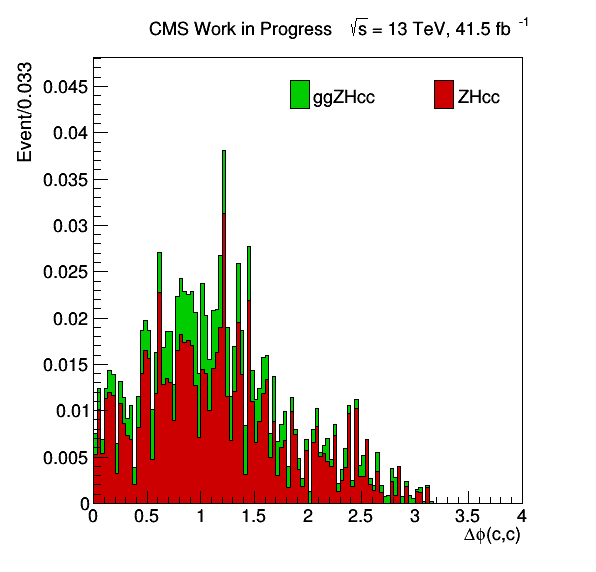 CMS Work in Progress √s = 13 TeV, 41.5 fb⁻¹
Event/0.033
ggZHcc ZHcc
0.045
0.04
0.035
0.03
0.025
0.02
0.015
0.01
0.005
0
0 0.5 1 1.5 2 2.5 3 3.5 4
Δϕ(c,c)